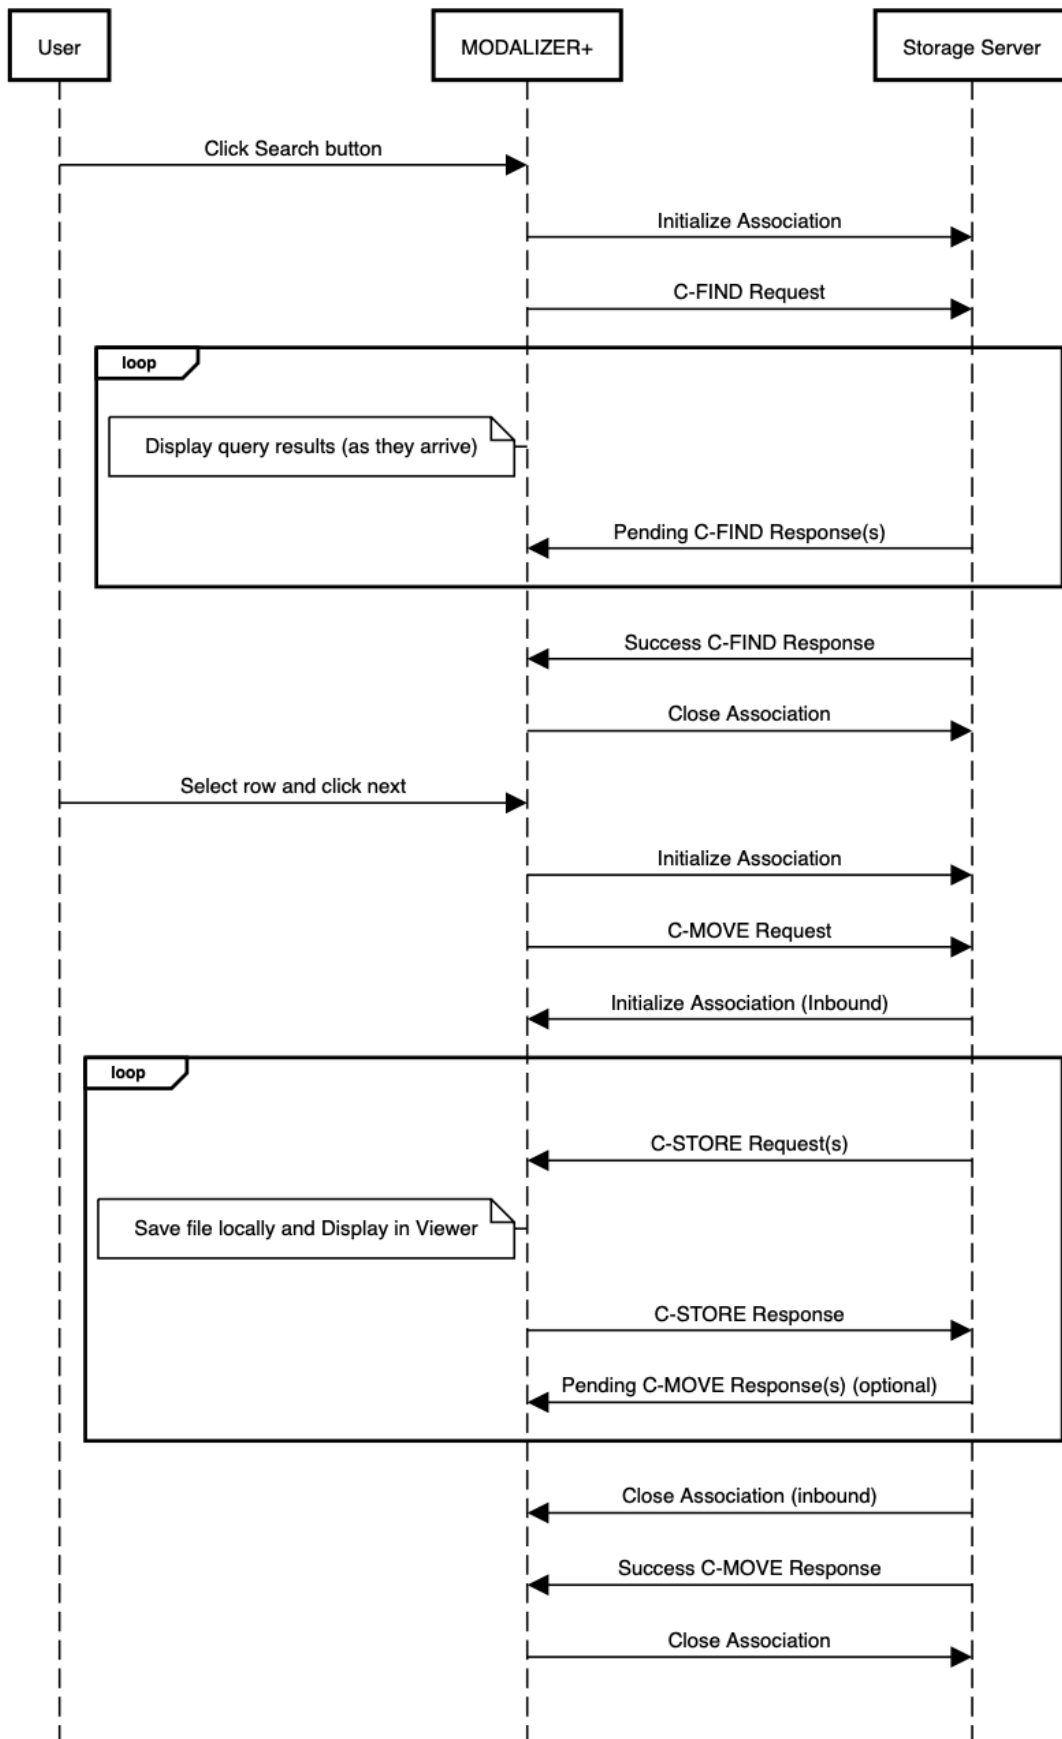 User
MODALIZER+
Storage Server
Click Search button
Initialize Association
C-FIND Request
loop
Display query results (as they arrive)
Pending C-FIND Response(s)
Success C-FIND Response
Close Association
Select row and click next
Initialize Association
C-MOVE Request
Initialize Association (Inbound)
loop
C-STORE Request(s)
Save file locally and Display in Viewer
C-STORE Response
Pending C-MOVE Response(s) (optional)
Close Association (inbound)
Success C-MOVE Response
Close Association